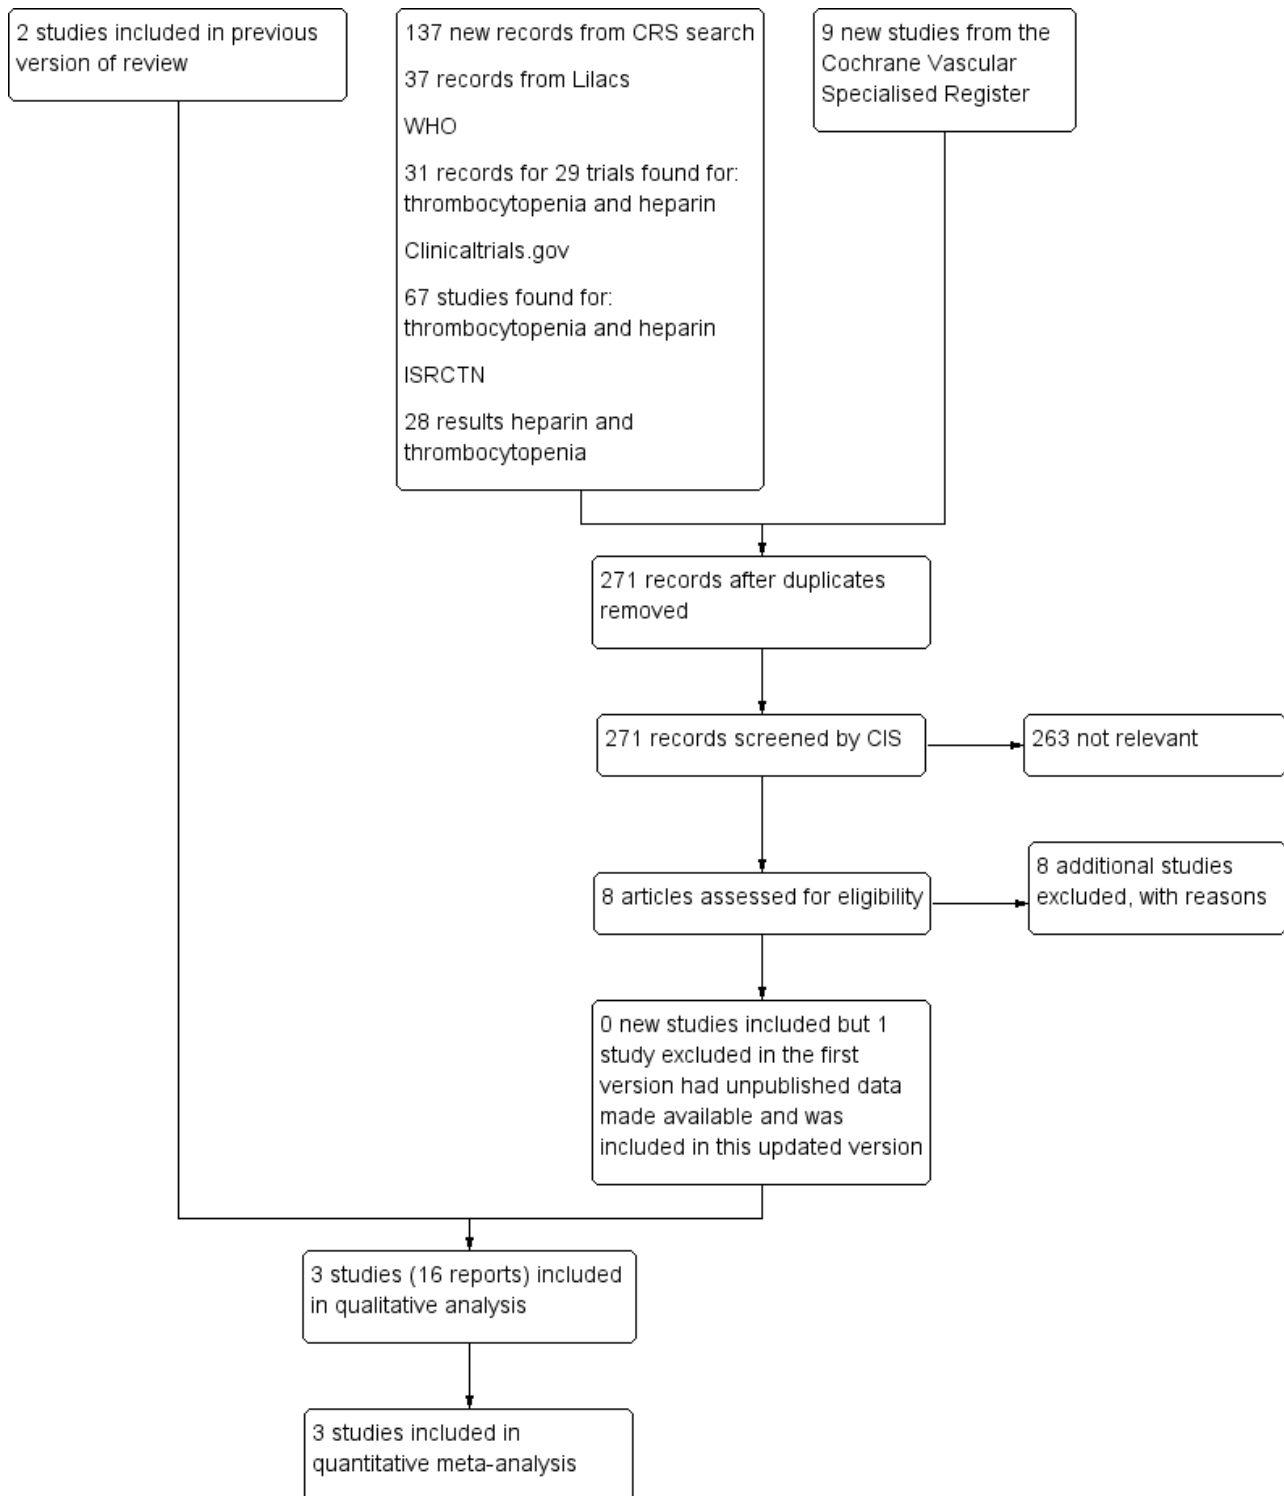 2 studies included in previous
version of review
137 new records from CRS search
37 records from Lilacs
WHO
31 records for 29 trials found for:
thrombocytopenia and heparin
Clinicaltrials.gov
67 studies found for:
thrombocytopenia and heparin
ISRCTN
28 results heparin and
thrombocytopenia
9 new studies from the
Cochrane Vascular
Specialised Register
271 records after duplicates
removed
271 records screened by CIS
263 not relevant
8 articles assessed for eligibility
8 additional studies
excluded, with reasons
0 new studies included but 1
study excluded in the first
version had unpublished data
made available and was
included in this updated version
3 studies (16 reports) included
in qualitative analysis
3 studies included in
quantitative meta-analysis